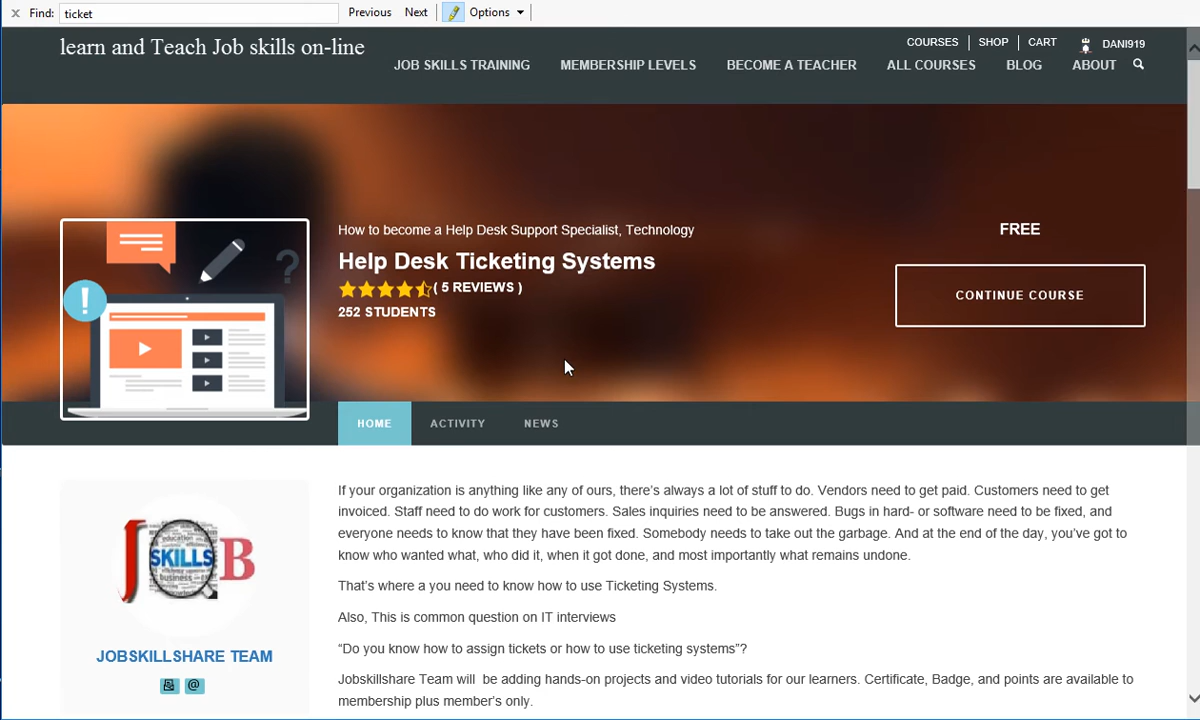 x Find: ticket Previous Next Options
learn and Teach Job skills on-line
COURSES SHOP CART DANI919
JOB SKILLS TRAINING MEMBERSHIP LEVELS BECOME A TEACHER ALL COURSES BLOG ABOUT
How to become a Help Desk Support Specialist, Technology
FREE
Help Desk Ticketing Systems
( 5 REVIEWS )
CONTINUE COURSE
252 STUDENTS
! ?
HOME ACTIVITY NEWS
If your organization is anything like any of ours, there’s always a lot of stuff to do. Vendors need to get paid. Customers need to get
invoiced. Staff need to do work for customers. Sales inquiries need to be answered. Bugs in hard- or software need to be fixed, and
everyone needs to know that they have been fixed. Somebody needs to take out the garbage. And at the end of the day, you’ve got to
know who wanted what, who did it, when it got done, and most importantly what remains undone.
That’s where a you need to know how to use Ticketing Systems.
Also, This is common question on IT interviews
“Do you know how to assign tickets or how to use ticketing systems”?
Jobskillshare Team will be adding hands-on projects and video tutorials for our learners. Certificate, Badge, and points are available to
membership plus member’s only.
education
JOB SKILLS
business
JOBSKILLSHARE TEAM
@